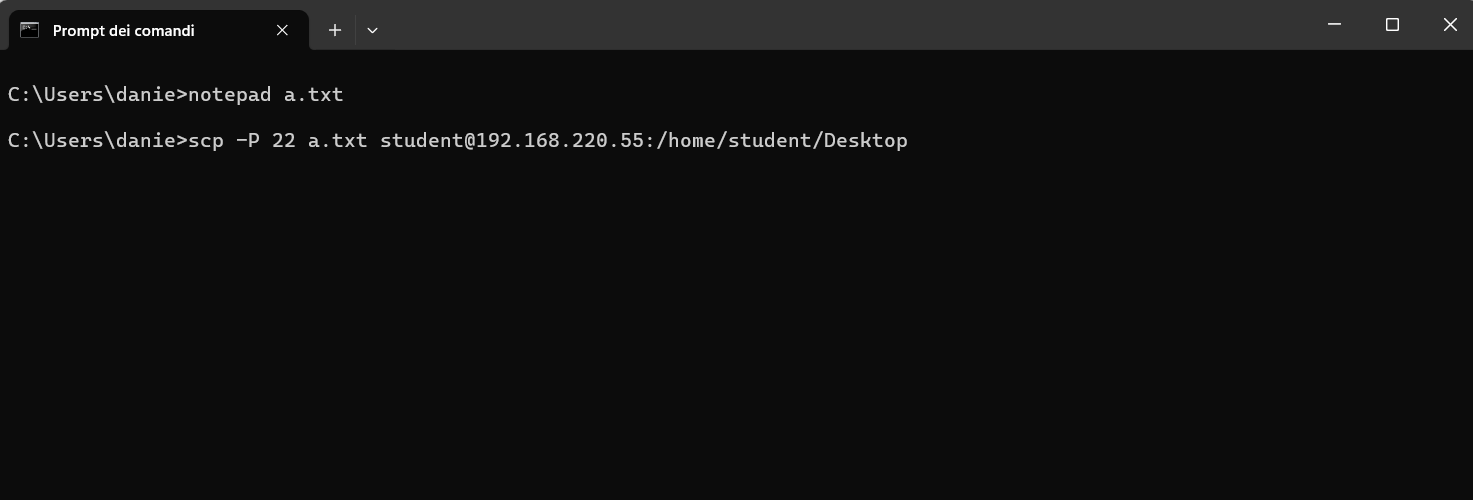 Prompt dei comandi
C:\Users\danie>notepad a.txt
C:\Users\danie>scp -P 22 a.txt student@192.168.220.55:/home/student/Desktop